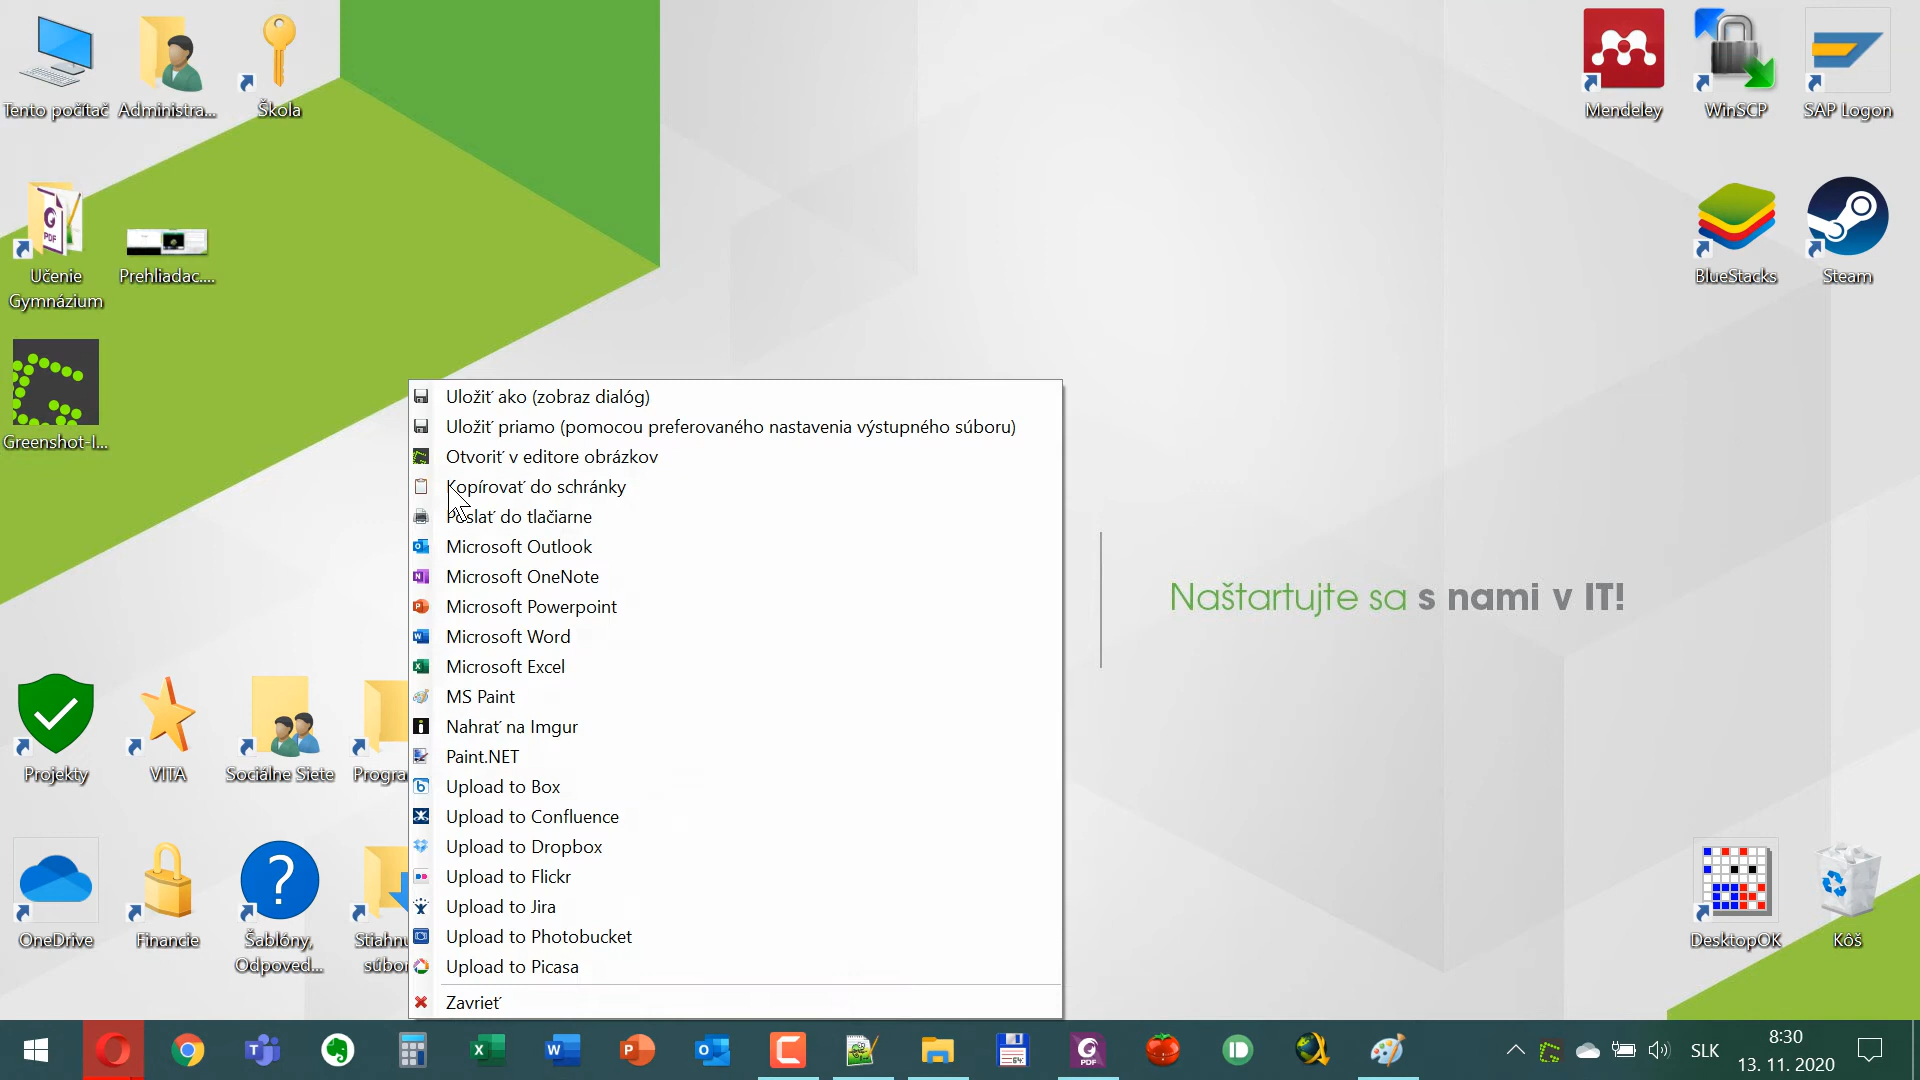 Tento počítač
Administra...
Škola
Mendeley
WinSCP
SAP Logon
Učenie
Gymnázium
Prehliadac....
BlueStacks
Steam
Greenshot-I...
Uložiť ako (zobraz dialóg)
Uložiť priamo (pomocou preferovaného nastavenia výstupného súboru)
Otvoriť v editore obrázkov
Kopírovať do schránky
Poslať do tlačiarne
Microsoft Outlook
Microsoft OneNote
Microsoft Powerpoint
Microsoft Word
Microsoft Excel
MS Paint
Nahrať na Imgur
Paint.NET
Upload to Box
Upload to Confluence
Upload to Dropbox
Upload to Flickr
Upload to Jira
Upload to Photobucket
Upload to Picasa
Zavrieť
Naštartujte sa s nami v IT!
Projekty
VITA
Sociálne Siete
OneDrive
Financie
Šablóny,
Odpoved...
DesktopOK
Kôš
SLK
8:30
13. 11. 2020